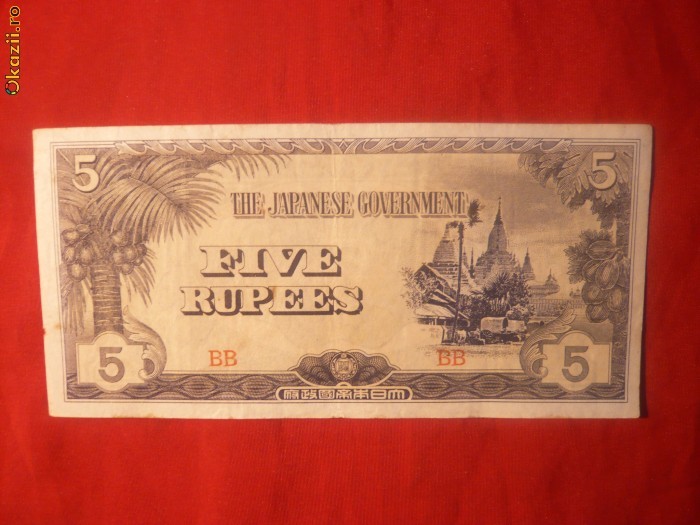 Okazii.ro
5 5
THE JAPANESE GOVERNMENT
FIVE
RUPEES
BB BB
5 5
府政國帝本日大